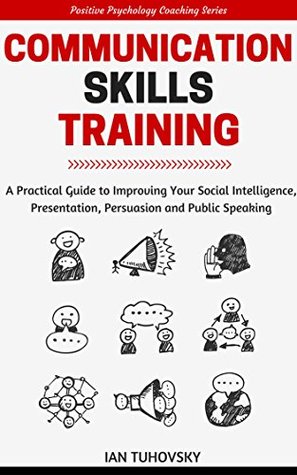 Positive Psychology Coaching Series
COMMUNICATION
SKILLS
TRAINING
A Practical Guide to Improving Your Social Intelligence,
Presentation, Persuasion and Public Speaking
IAN TUHOVSKY